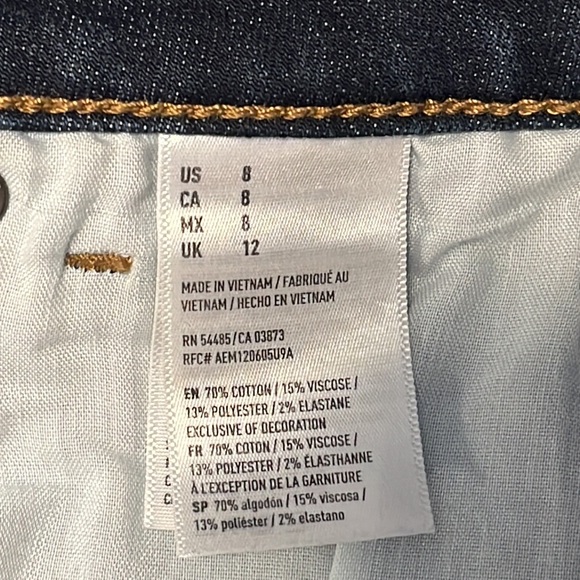 US 8
CA 8
MX 8
UK 12
MADE IN VIETNAM / FABRIQUÉ AU
VIETNAM / HECHO EN VIETNAM
RN 54485/CA 03873
RFC# AEM120605U9A
EN 70% COTTON / 15% VISCOSE /
13% POLYESTER / 2% ELASTANE
EXCLUSIVE OF DECORATION
FR 70% COTON / 15% VISCOSE /
13% POLYESTER / 2% ÉLASTHANNE
À L'EXCEPTION DE LA GARNITURE
SP 70% algodón / 15% viscosa /
13% poliéster / 2% elastano